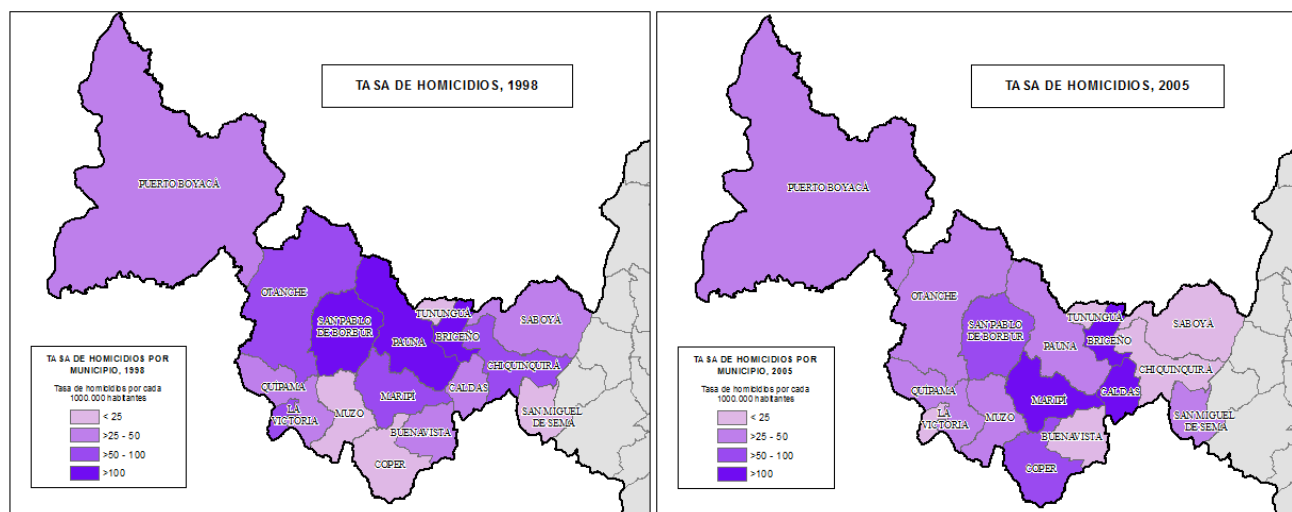 TASA DE HOMICIDIOS, 1998
PUERTO BOYACÁ
OTANCHE
TUNUNGUÁ
SABOYÁ
SAN PABLO
DE BORBUR
BRIGEÑO
PAUNA
CHIQUINQUIRÁ
QUIPAMA
CALDAS
MARIPÍ
LA
VICTORIA
MUZO
SAN MIGUEL
DE SEMA
BUENAVISTA
COPER
TASA DE HOMICIDIOS POR
MUNICIPIO, 1998
Tasa de homicidios por cada
1000.000 habitantes
< 25
>25 - 50
>50 - 100
>100
TASA DE HOMICIDIOS, 2005
PUERTO BOYACÁ
OTANCHE
TUNUNGUÁ
SABOYÁ
SAN PABLO
DE BORBUR
BRIGEÑO
PAUNA
CHIQUINQUIRÁ
QUIPAMA
CALDAS
MARIPÍ
LA
VICTORIA
MUZO
SAN MIGUEL
DE SEMA
BUENAVISTA
COPER
TASA DE HOMICIDIOS POR
MUNICIPIO, 2005
Tasa de homicidios por cada
1000.000 habitantes
< 25
>25 - 50
>50 - 100
>100